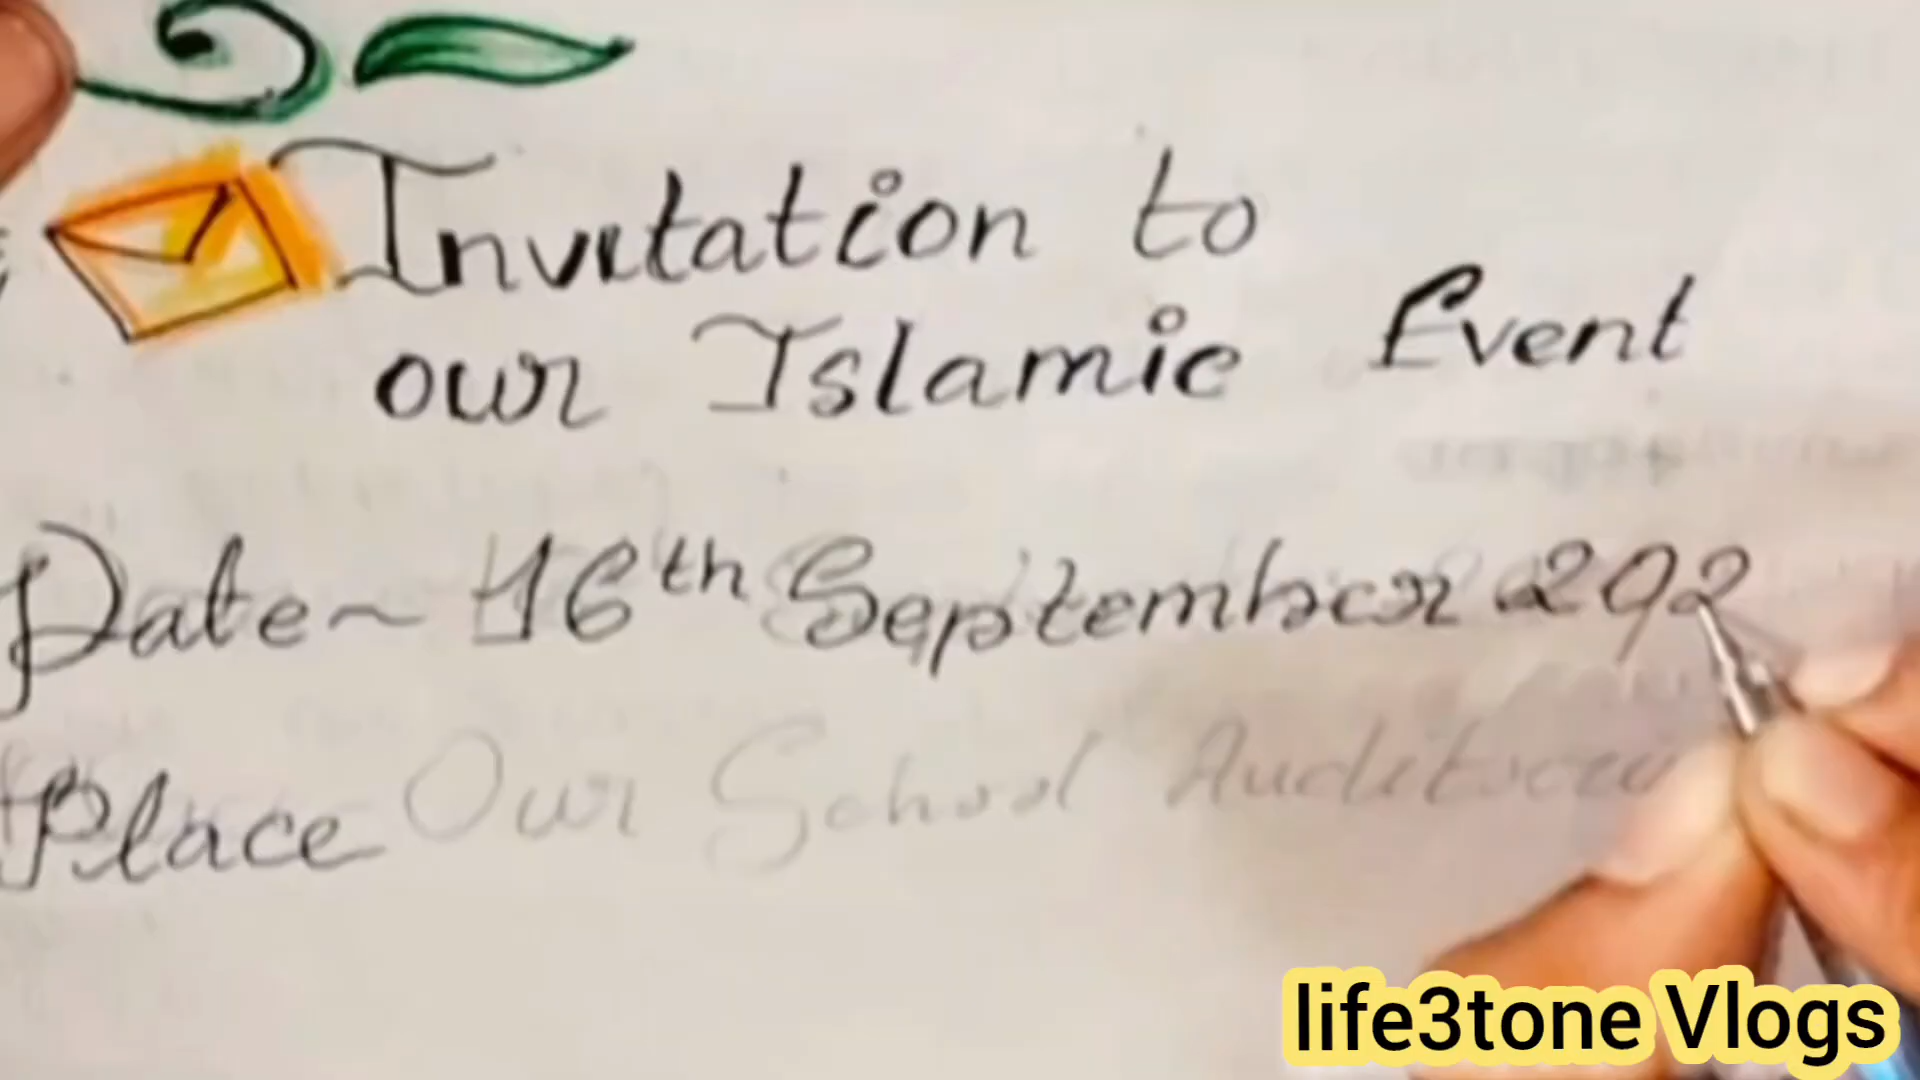 Invitation to
our Islamic Event
Date~ 16th September 202
Place Our School
life3tone Vlogs